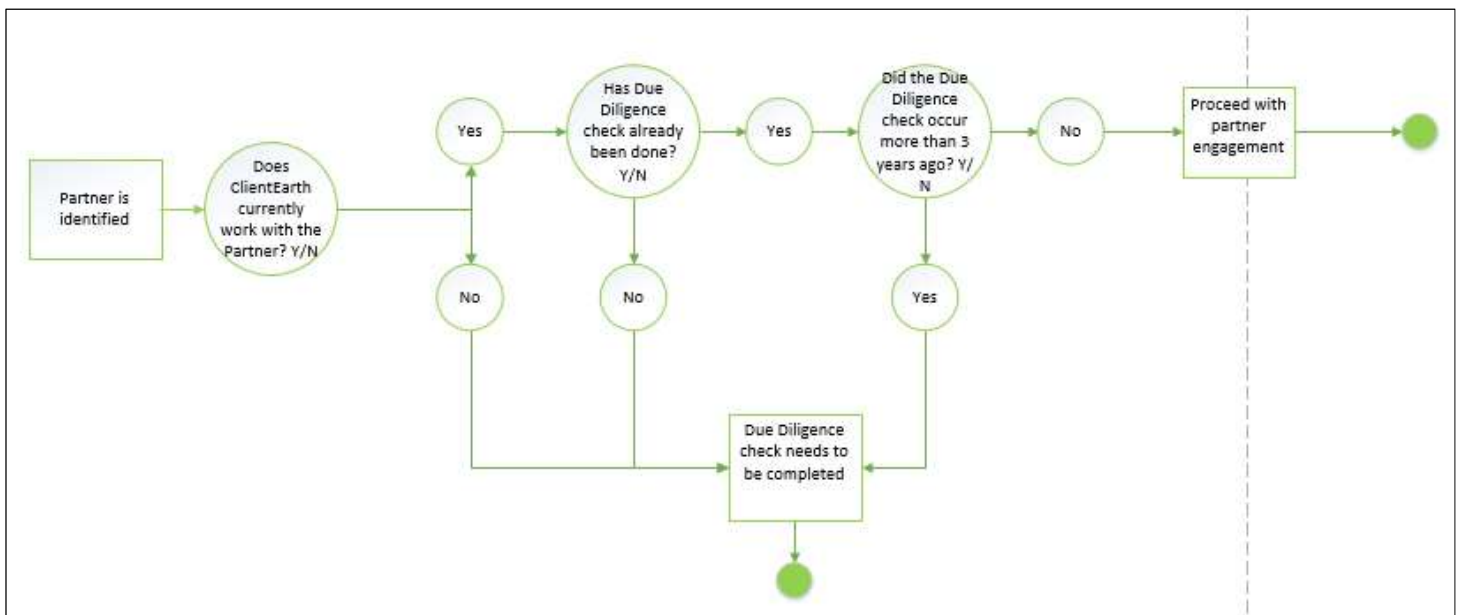 Partner is
identified
Does
ClientEarth
currently
work with the
Partner? Y/N
Yes
No
Has Due
Diligence
check already
been done?
Y/N
No
Yes
Did the Due
Diligence
check occur
more than 3
years ago? Y/
N
Yes
No
Proceed with
partner
engagement
Due Diligence
check needs to
be completed